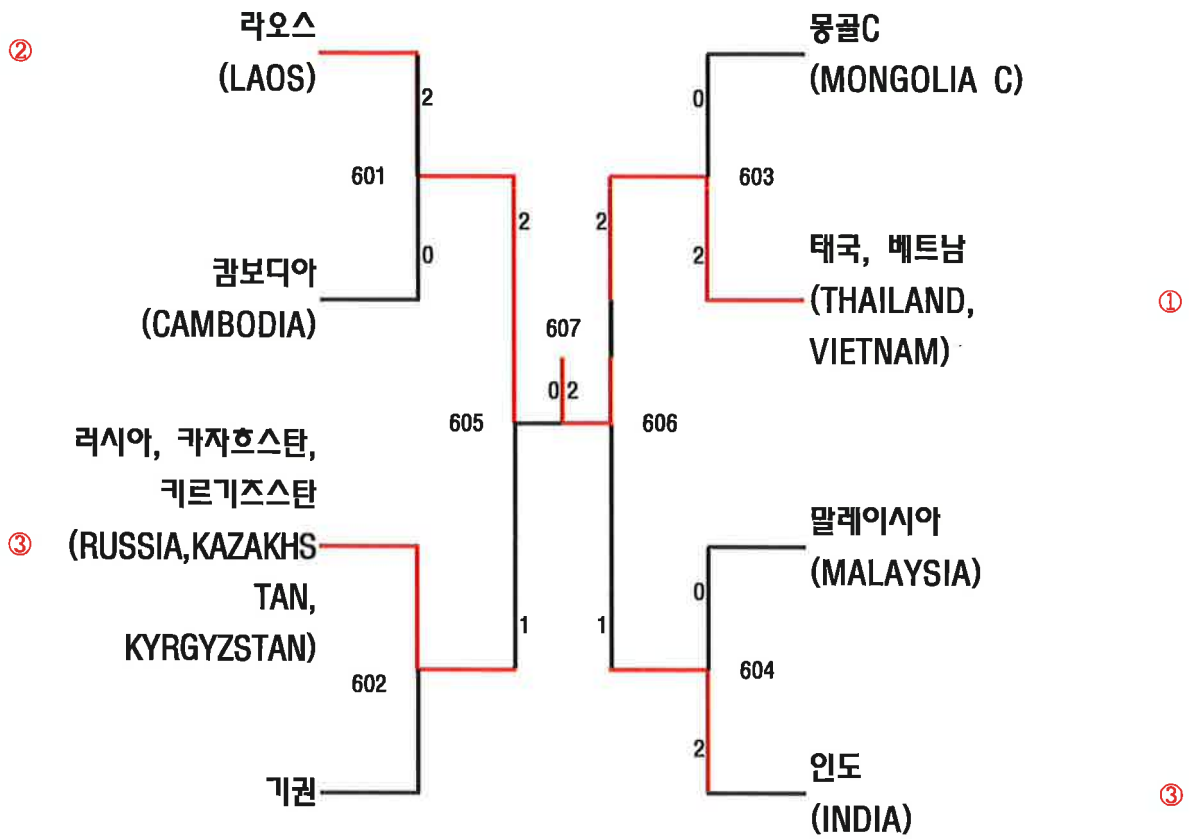 라오스
②
(LAOS)
2
601
0
캄보디아
(CAMBODIA)
2
605
러시아, 카자흐스탄,
키르기즈스탄
③
(RUSSIA,KAZAKHS
TAN,
KYRGYZSTAN)
1
602
기권
607
0
2
몽골C
(MONGOLIA C)
0
603
2
2
태국, 베트남
(THAILAND,
①
VIETNAM)
606
말레이시아
(MALAYSIA)
0
1
604
2
인도
(INDIA)
③